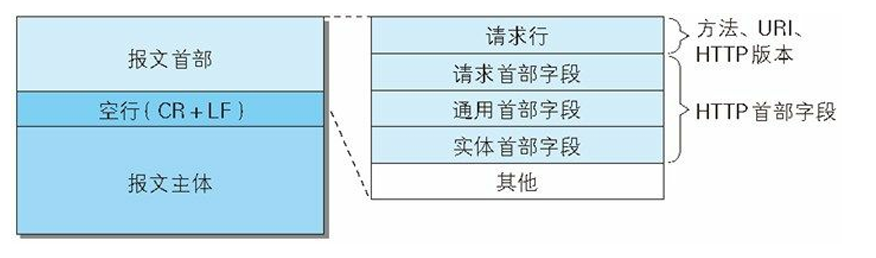 报文首部
空行(CR+LF)
报文主体
请求行
请求首部字段
通用首部字段
实体首部字段
其他
方法、URI、
HTTP版本
HTTP首部字段